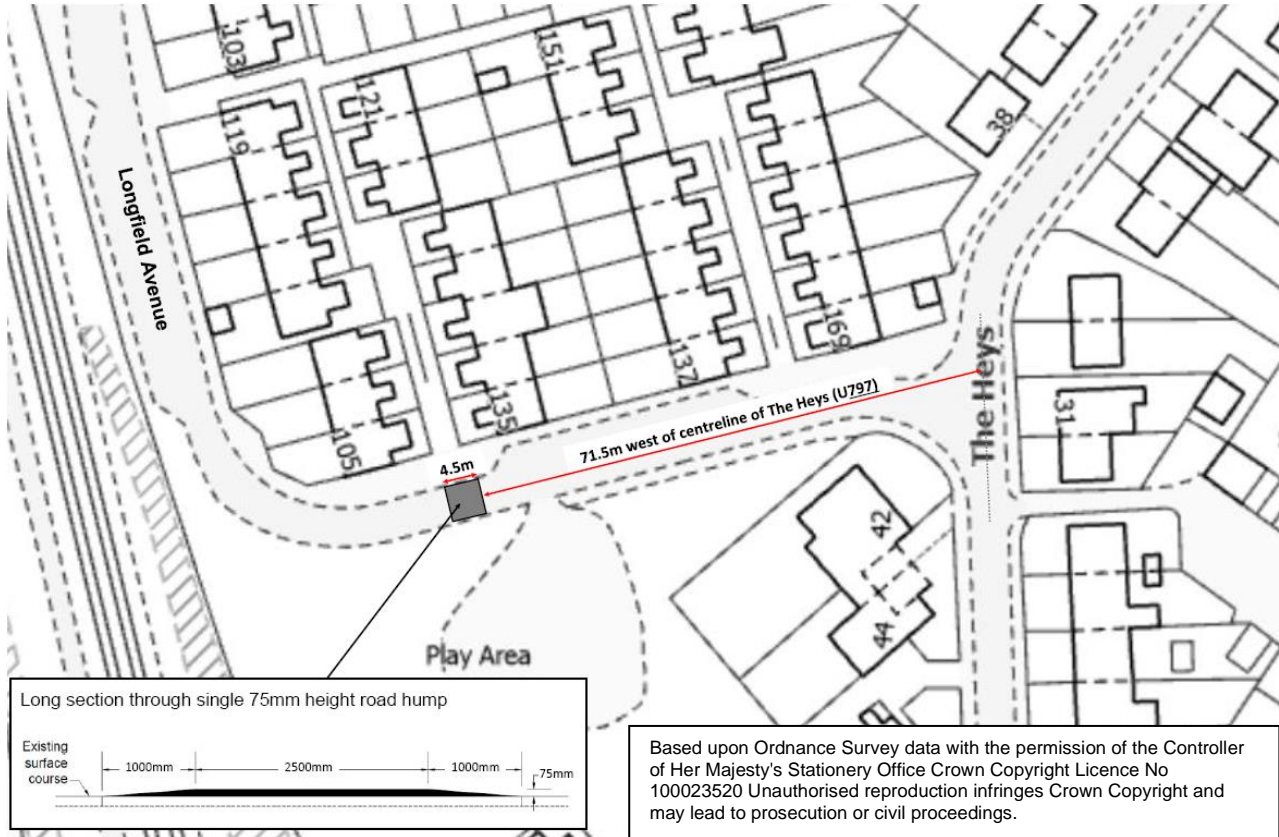 103
151
121
119
38
Longfield Avenue
169
137
135
105
71.5m west of centreline of The Heys (U797)
The Heys
31
4.5m
42
44
Play Area
Long section through single 75mm height road hump
Existing
surface
course
1000mm
2500mm
1000mm
75mm
Based upon Ordnance Survey data with the permission of the Controller
of Her Majesty's Stationery Office Crown Copyright Licence No
100023520 Unauthorised reproduction infringes Crown Copyright and
may lead to prosecution or civil proceedings.